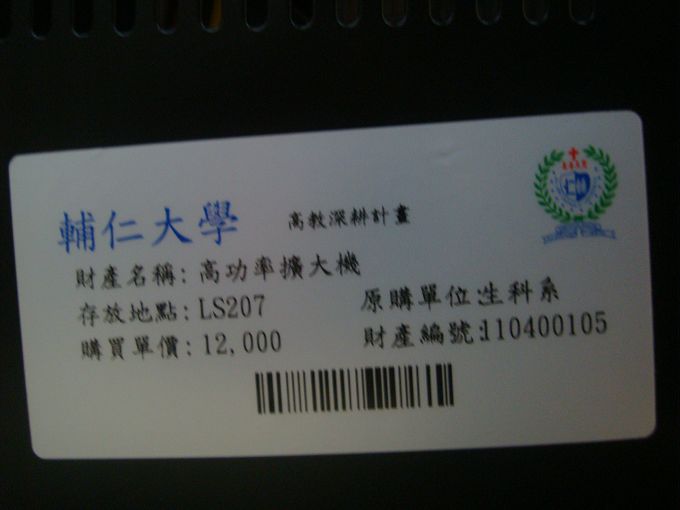 輔仁大學 高教深耕計畫
財產名稱: 高功率擴大機
存放地點: LS207 原購單位:生科系
購買單價: 12,000 財產編號:110400105